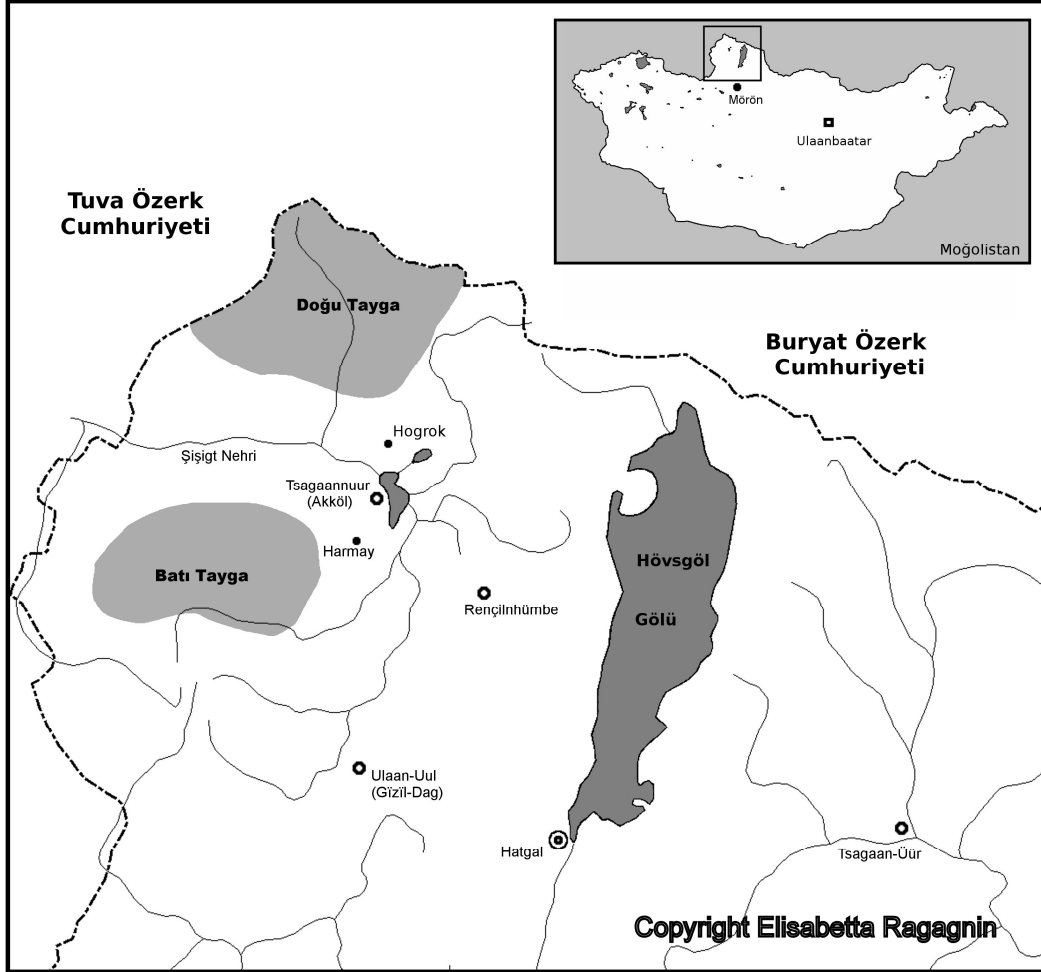 Mörön
Ulaanbaatar
Moğolistan
Tuva Özerk
Cumhuriyeti
Doğu Tayga
Buryat Özerk
Cumhuriyeti
Hogrok
Şişigt Nehri
Tsagaannuur
(Akköl)
Harmay
Batı Tayga
Hövsgöl
Gölü
Rençilnhümbe
Ulaan-Uul
(Gïzïl-Dag)
Hatgal
Tsagaan-Üür
Copyright Elisabetta Ragagnin